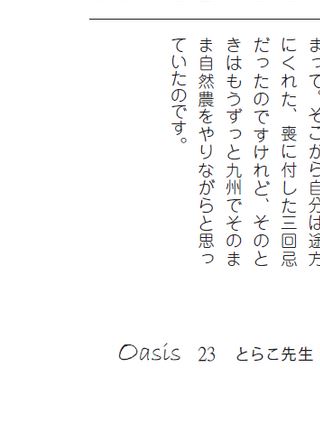 まって。そこから自分は途方
にくれた、喪に付した三回忌
だったのですけれど、そのと
きはもうずっと九州でそのま
ま自然農をやりながらと思っ
ていたのです。
Oasis 23 とらこ先生